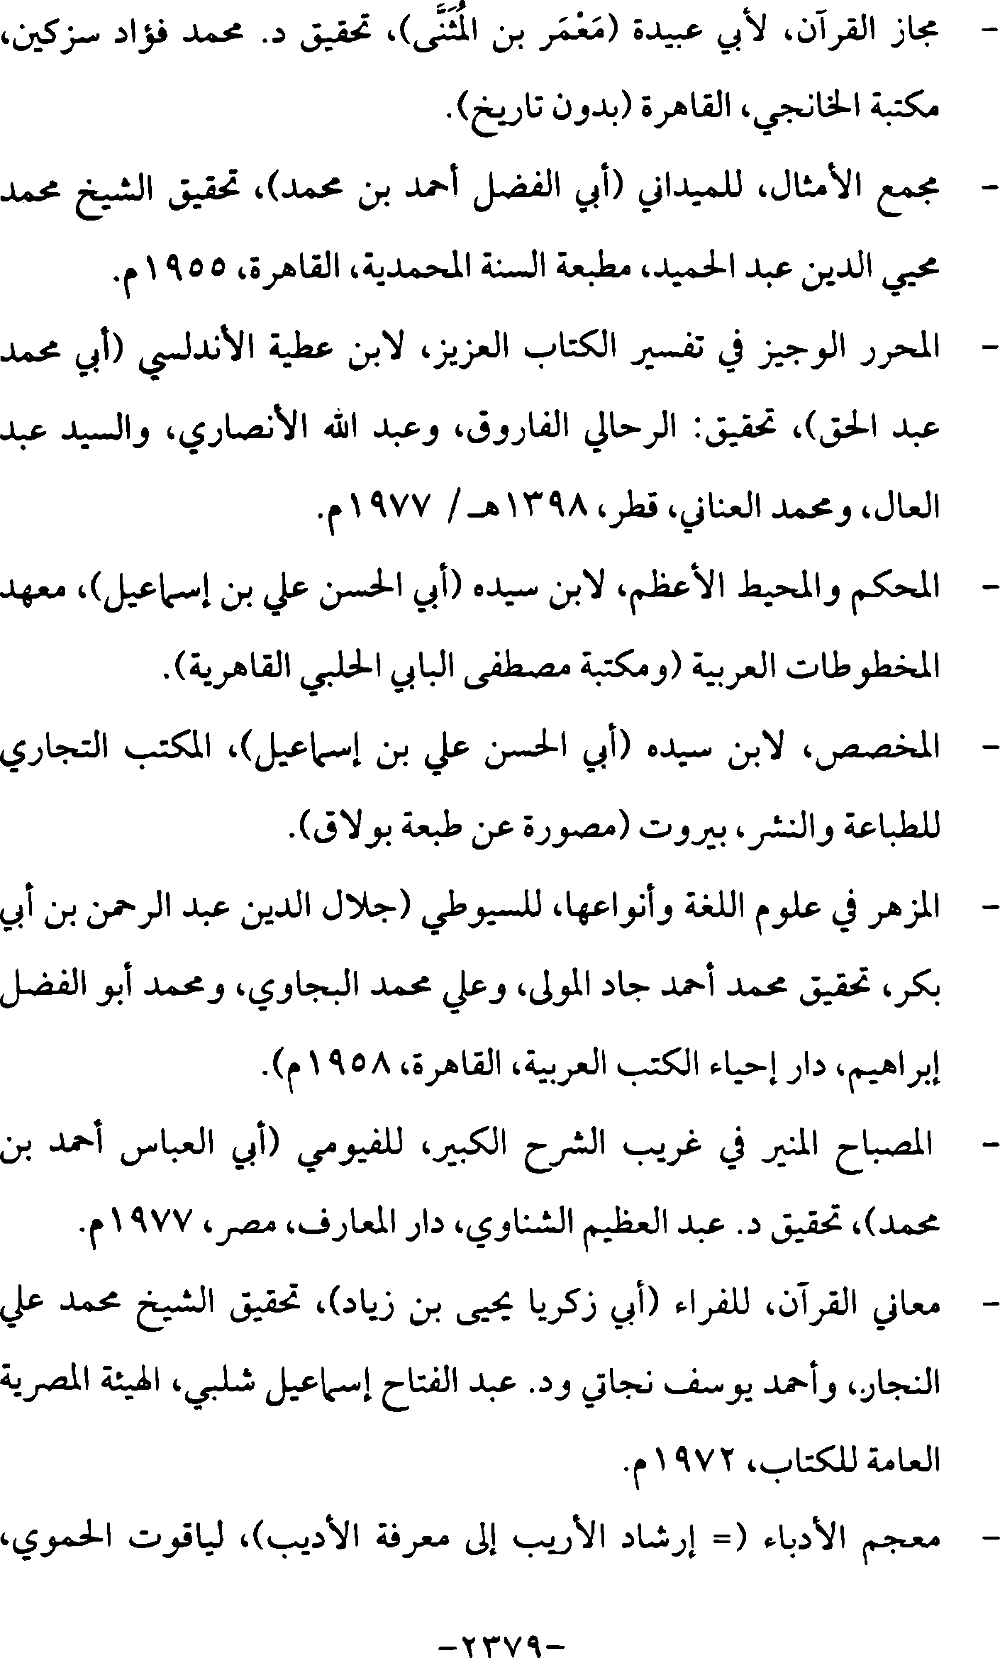 - مجاز القرآن، لأبي عبيدة (مَعْمَر بن المُثَنَّى)، تحقيق د. محمد فؤاد سزكين،
مكتبة الخانجي، القاهرة (بدون تاريخ).
- مجمع الأمثال، للميداني (أبي الفضل أحمد بن محمد)، تحقيق الشيخ محمد
محيي الدين عبد الحميد، مطبعة السنة المحمدية، القاهرة، ١٩٥٥م.
- المحرر الوجيز في تفسير الكتاب العزيز، لابن عطية الأندلسي (أبي محمد
عبد الحق)، تحقيق: الرحالي الفاروق، وعبد الله الأنصاري، والسيد عبد
العال، ومحمد العناني، قطر، ١٣٩٨هـ/ ١٩٧٧م.
- المحكم والمحيط الأعظم، لابن سيده (أبي الحسن علي بن إسماعيل)، معهد
المخطوطات العربية (ومكتبة مصطفى البابي الحلبي القاهرية).
- المخصص، لابن سيده (أبي الحسن علي بن إسماعيل)، المكتب التجاري
للطباعة والنشر، بيروت (مصورة عن طبعة بولاق).
- المزهر في علوم اللغة وأنواعها، للسيوطي (جلال الدين عبد الرحمن بن أبي
بكر، تحقيق محمد أحمد جاد المولى، وعلي محمد البجاوي، ومحمد أبو الفضل
إبراهيم، دار إحياء الكتب العربية، القاهرة، ١٩٥٨م).
- المصباح المنير في غريب الشرح الكبير، للفيومي (أبي العباس أحمد بن
محمد)، تحقيق د. عبد العظيم الشناوي، دار المعارف، مصر، ١٩٧٧م.
- معاني القرآن، للفراء (أبي زكريا يحيى بن زياد)، تحقيق الشيخ محمد علي
النجار، وأحمد يوسف نجاتي ود. عبد الفتاح إسماعيل شلبي، الهيئة المصرية
العامة للكتاب، ١٩٧٢م.
- معجم الأدباء (= إرشاد الأريب إلى معرفة الأديب)، لياقوت الحموي،
-٢٣٧٩-